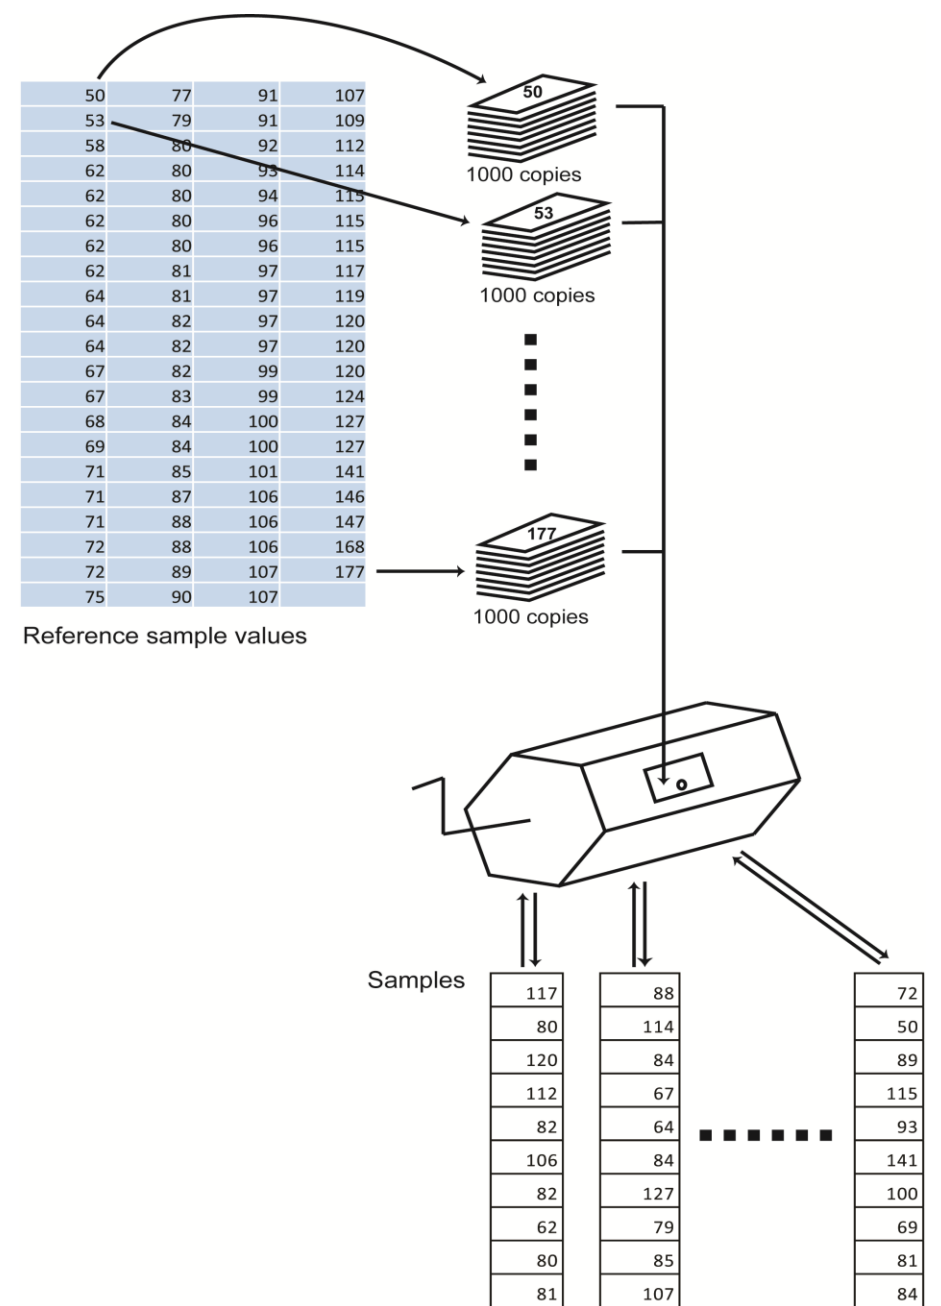 50 77 91 107
53 79 91 109
58 80 92 112
62 80 93 114
62 80 94 115
62 80 96 115
62 80 96 115
62 81 97 117
64 81 97 119
64 82 97 120
64 82 97 120
67 82 99 120
67 83 99 124
68 84 100 127
69 84 100 127
71 85 101 141
71 87 106 146
71 88 106 147
72 88 106 168
72 89 107 177
75 90 107
Reference sample values
50
1000 copies
53
1000 copies
177
1000 copies
Samples
117 88 72
80 114 50
120 84 89
112 67 115
82 64 93
106 84 141
82 127 100
62 79 69
80 85 81
81 107 84